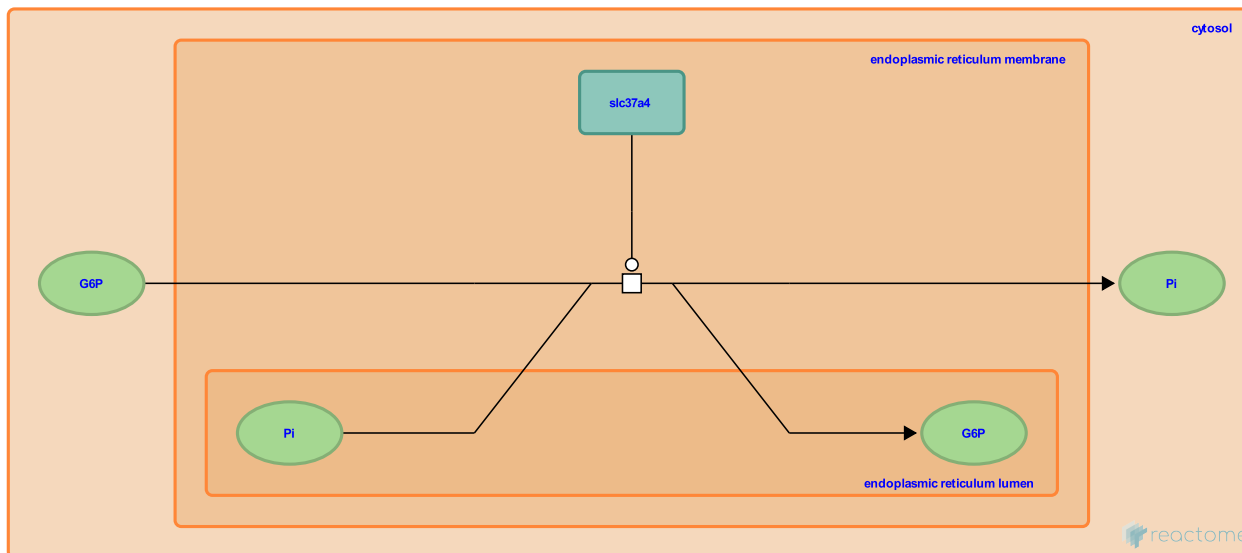 cytosol
endoplasmic reticulum membrane
slc37a4
G6P
Pi
Pi
G6P
endoplasmic reticulum lumen
reactome